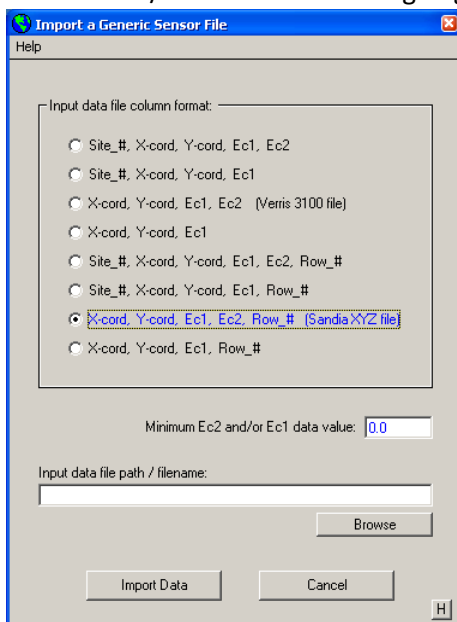 Import a Generic Sensor File
Help
Input data file column format:
Site_#, X-cord, Y-cord, Ec1, Ec2
Site_#, X-cord, Y-cord, Ec1
X-cord, Y-cord, Ec1, Ec2 (Verris 3100 file)
X-cord, Y-cord, Ec1
Site_#, X-cord, Y-cord, Ec1, Ec2, Row_#
Site_#, X-cord, Y-cord, Ec1, Row_#
X-cord, Y-cord, Ec1, Ec2, Row_# (Sandia XYZ file)
X-cord, Y-cord, Ec1, Row_#
Minimum Ec2 and/or Ec1 data value: 0.0
Input data file path / filename:
Browse
Import Data Cancel
H